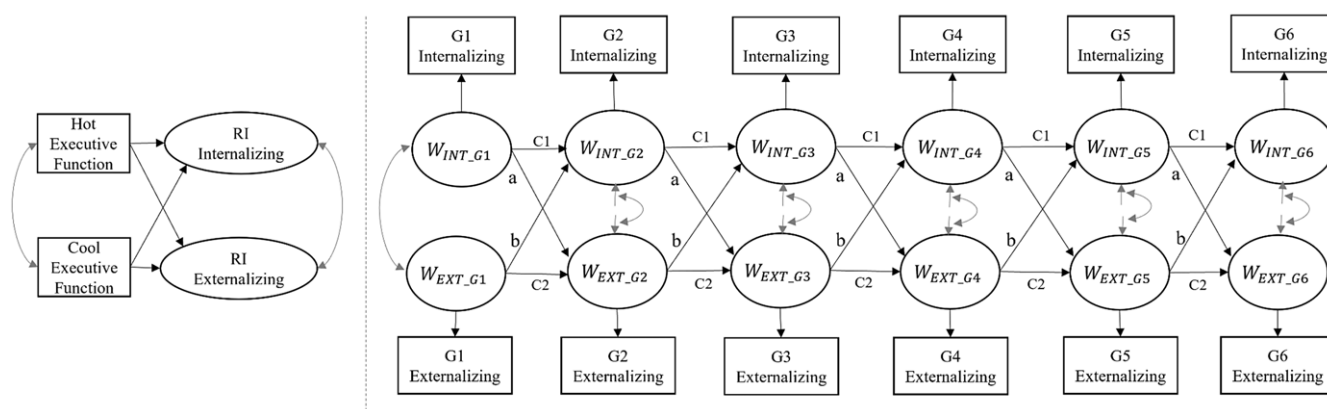 Hot
Executive
Function
Cool
Executive
Function
RI
Internalizing
RI
Externalizing
G1
Internalizing
G2
Internalizing
G3
Internalizing
G4
Internalizing
G5
Internalizing
G6
Internalizing
W_INT_G1
C1
W_INT_G2
C1
W_INT_G3
C1
W_INT_G4
C1
W_INT_G5
C1
W_INT_G6
a
a
a
a
a
b
b
b
b
b
W_EXT_G1
C2
W_EXT_G2
C2
W_EXT_G3
C2
W_EXT_G4
C2
W_EXT_G5
C2
W_EXT_G6
G1
Externalizing
G2
Externalizing
G3
Externalizing
G4
Externalizing
G5
Externalizing
G6
Externalizing